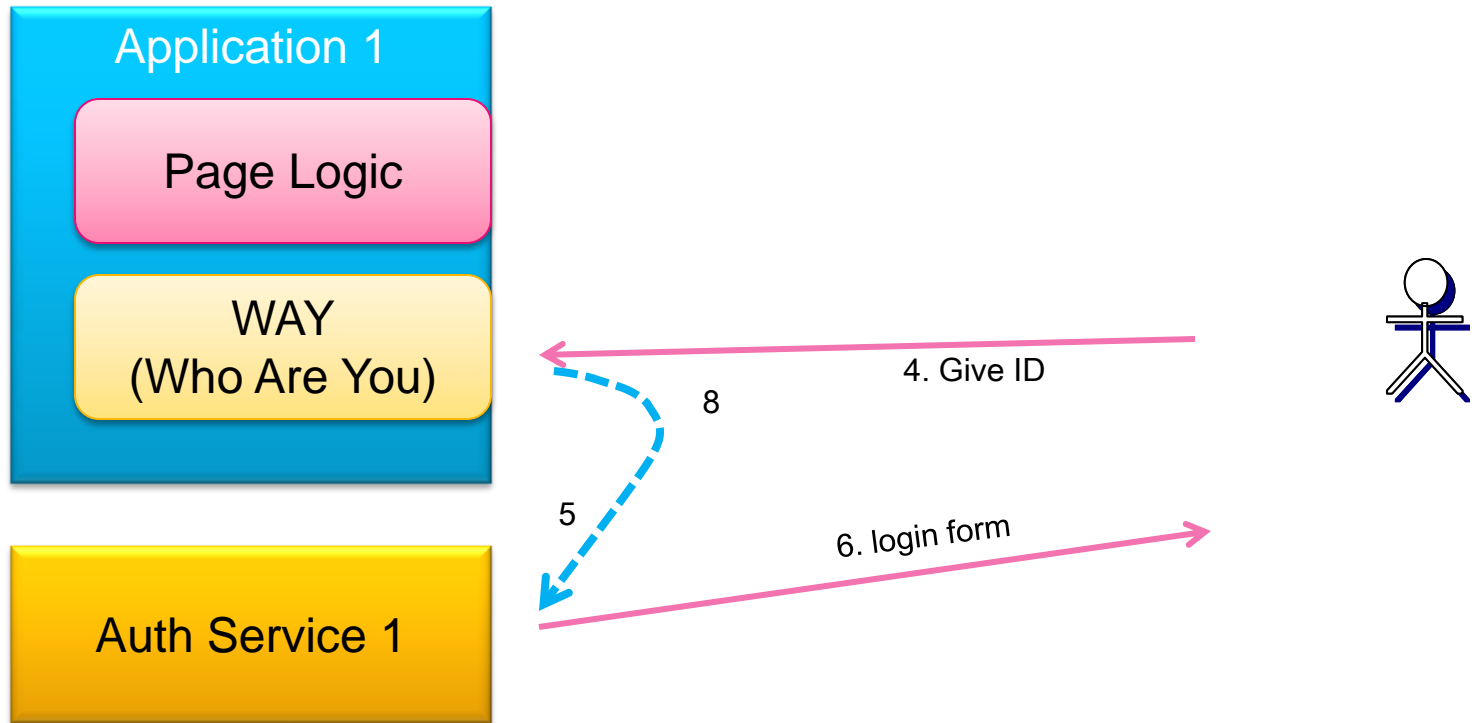 Application 1
Page Logic
WAY
(Who Are You)
4. Give ID
8
5
6. login form
Auth Service 1